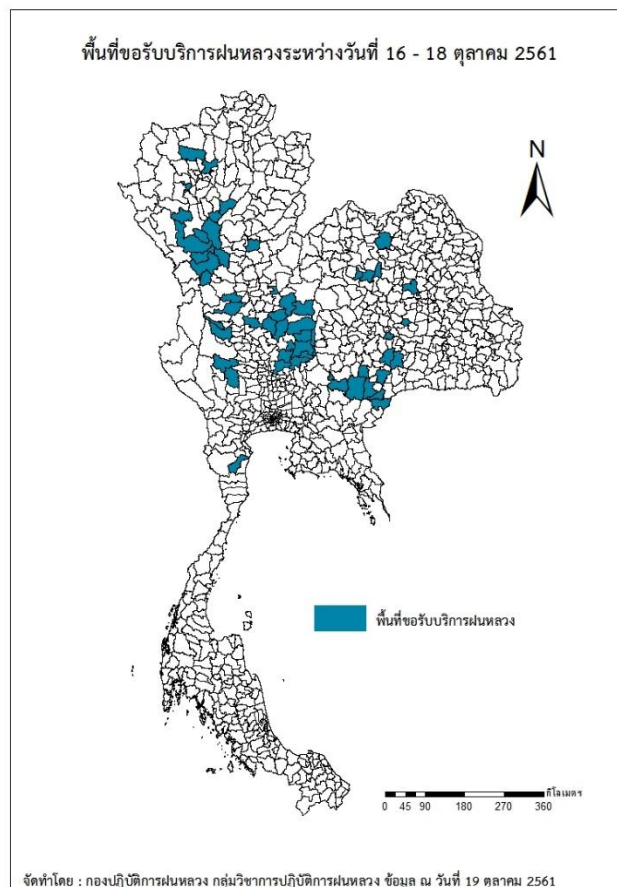 พื้นที่ขอรับบริการฝนหลวงระหว่างวันที่ 16 - 18 ตุลาคม 2561
N
พื้นที่ขอรับบริการฝนหลวง
กิโลเมตร
0 45 90 180 270 360
จัดทำโดย : กองปฏิบัติการฝนหลวง กลุ่มวิชาการปฏิบัติการฝนหลวง ข้อมูล ณ วันที่ 19 ตุลาคม 2561